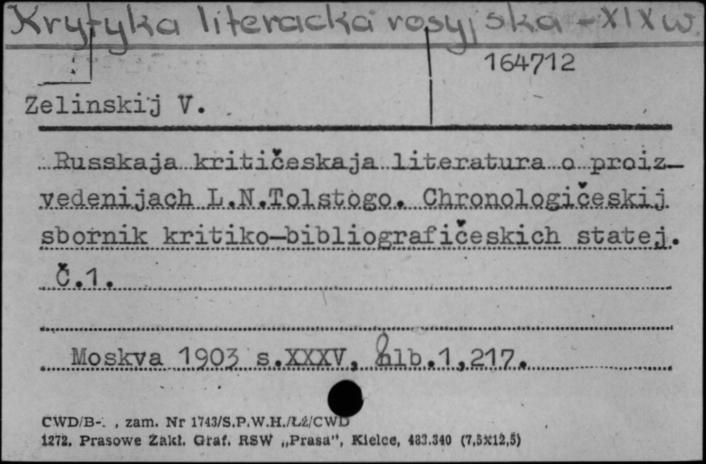 Krytyka literacka rosyjska - XIX w.
164712
Zelinskij V.
Russkaja kritičeskaja literatura o proiz-
vedenijach L.N.Tolstogo. Chronologičeskij
sbornik kritiko-bibliografičeskich statej.
Č.1.
Moskva 1903 s.XXXV, nlb.1,217.
CWD/B-. , zam. Nr 1743/S.P.W.H./Łź/CWD
1272. Prasowe Zakł. Graf. RSW „Prasa", Kielce, 483.340 (7,5x12,5)